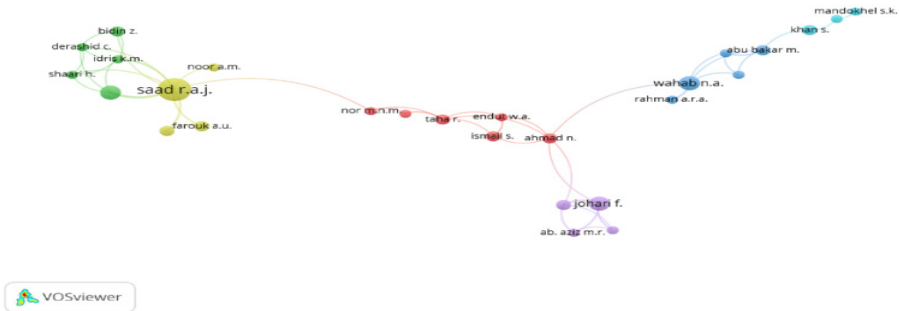 mandokhel s.k.
khan s.
bidin z.
derashid c.
idris k.m.
noor a.m.
shaari h.
abu bakar m.
wahab n.a.
saad r.a.j.
rahman a.r.a.
nor m.n.m.
taha r.
endut w.a.
farouk a.u.
ismail s.
ahmad n.
johari f.
ab. aziz m.r.
VOSviewer